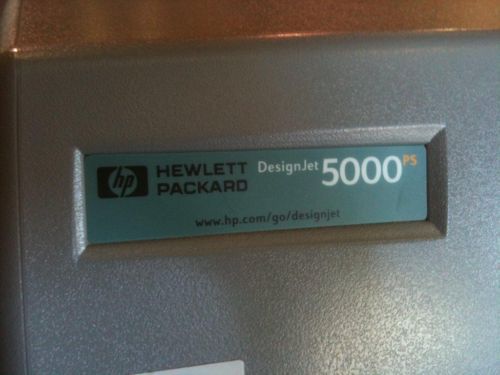 hp HEWLETT PACKARD DesignJet 5000PS
www.hp.com/go/designjet